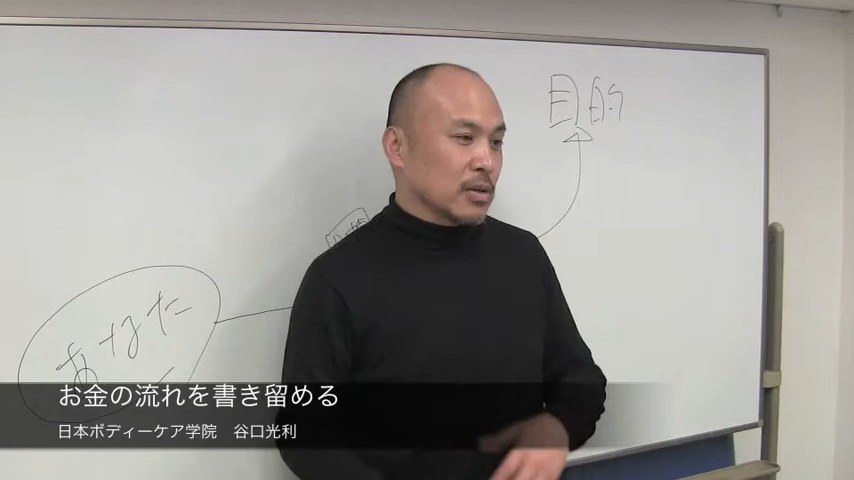 目的
あなた
お金の流れを書き留める
日本ボディーケア学院　谷口光利